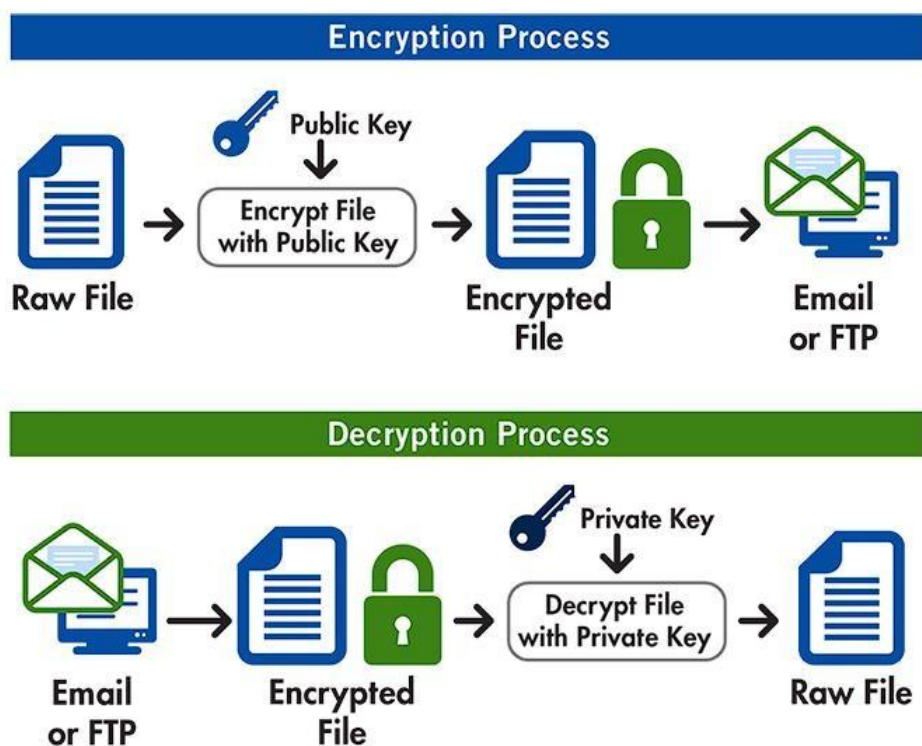 Encryption Process
Public Key
Encrypt File
with Public Key
Raw File
Encrypted
File
Email
or FTP
Decryption Process
Private Key
Decrypt File
with Private Key
Email
or FTP
Encrypted
File
Raw File